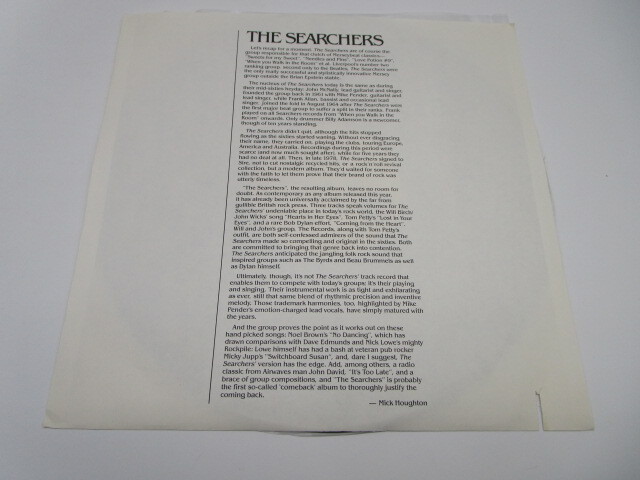 THE SEARCHERS
Let's recap for a moment. The Searchers are of course the
group responsible for that clutch of Merseybeat classics—
"Sweets for my Sweet", "Needles and Pins", "Love Potion #9",
"When you Walk in the Room" et al. Liverpool's number two
undying group, second only to the Beatles. The Searchers were
the only really successful and stylistically innovative Mersey
group outside the Brian Epstein stable.
The nucleus of The Searchers today is the same as during
their mid-sixties heyday: John McNally, lead guitarist and singer
founded the group back in 1961 with Mike Pender, guitarist and
lead singer, while Frank Allan, bassist and occasional lead
singer, joined the fold in August 1964 after The Searchers were
the first major beat group to suffer a split in their ranks. Frank
played on all Searchers records from "When you Walk in the
Room" onwards. Only drummer Billy Adamson is a newcomer,
though of ten years standing.
The Searchers didn't quit, although the hits stopped
flowing as the sixties started waning. Without ever disgracing
their name, they carried on, playing the clubs, touring Europe,
America and Australia. Recordings during this period were
scarce (and now much sought after), while for five years they
had no deal at all. Then, in late 1978, The Searchers signed to
Sire, not to cut nostalgic recycled hits, or a rock n roll revival
collection, but a modern album. They'd waited for someone
with the faith to let them prove that their brand of rock was
utterly timeless.
"The Searchers", the resulting album, leaves no room for
doubt. As contemporary as any album released this year,
it has already been universally acclaimed by the far from
gullible British rock press. Three tracks speak volumes for The
Searchers' undeniable place in today's rock world, the Will Birch/
John Wicks' song "Hearts in Her Eyes", Tom Petty's "Lost in Your
Eyes", and a rare Bob Dylan effort, "Coming from the Heart".
Will and John's group, The Records, along with Tom Petty's
outfit, are both self-confessed admirers of the sound that The
Searchers made so compelling and original in the sixties. Both
are committed to bringing that genre back into contention.
The Searchers anticipated the jangling folk rock sound that
inspired groups such as The Byrds and Beau Brummels as well
as Dylan himself.
Ultimately, though, it's not The Searchers' track record that
enables them to compete with today's groups; it's their playing
and singing. Their instrumental work is as tight and exhilarating
as ever, still that same blend of rhythmic precision and inventive
melody. Those trademark harmonies, too, highlighted by Mike
Pender's emotion-charged lead vocals, have simply matured with
the years.
And the group proves the point as it works out on these
hand picked songs: Noel Brown's "No Dancing", which has
drawn comparisons with Dave Edmunds and Nick Lowe's mighty
Rockpile: Lowe himself has had a bash at veteran pub rocker
Micky Jupp's "Switchboard Susan", and, dare I suggest, The
Searchers' version has the edge. Add, among others, a radio
classic from Airwaves man John David, "It's Too Late", and a
brace of group compositions, and "The Searchers" is probably
the first so-called 'comeback' album to thoroughly justify the
coming back.
— Mick Houghton